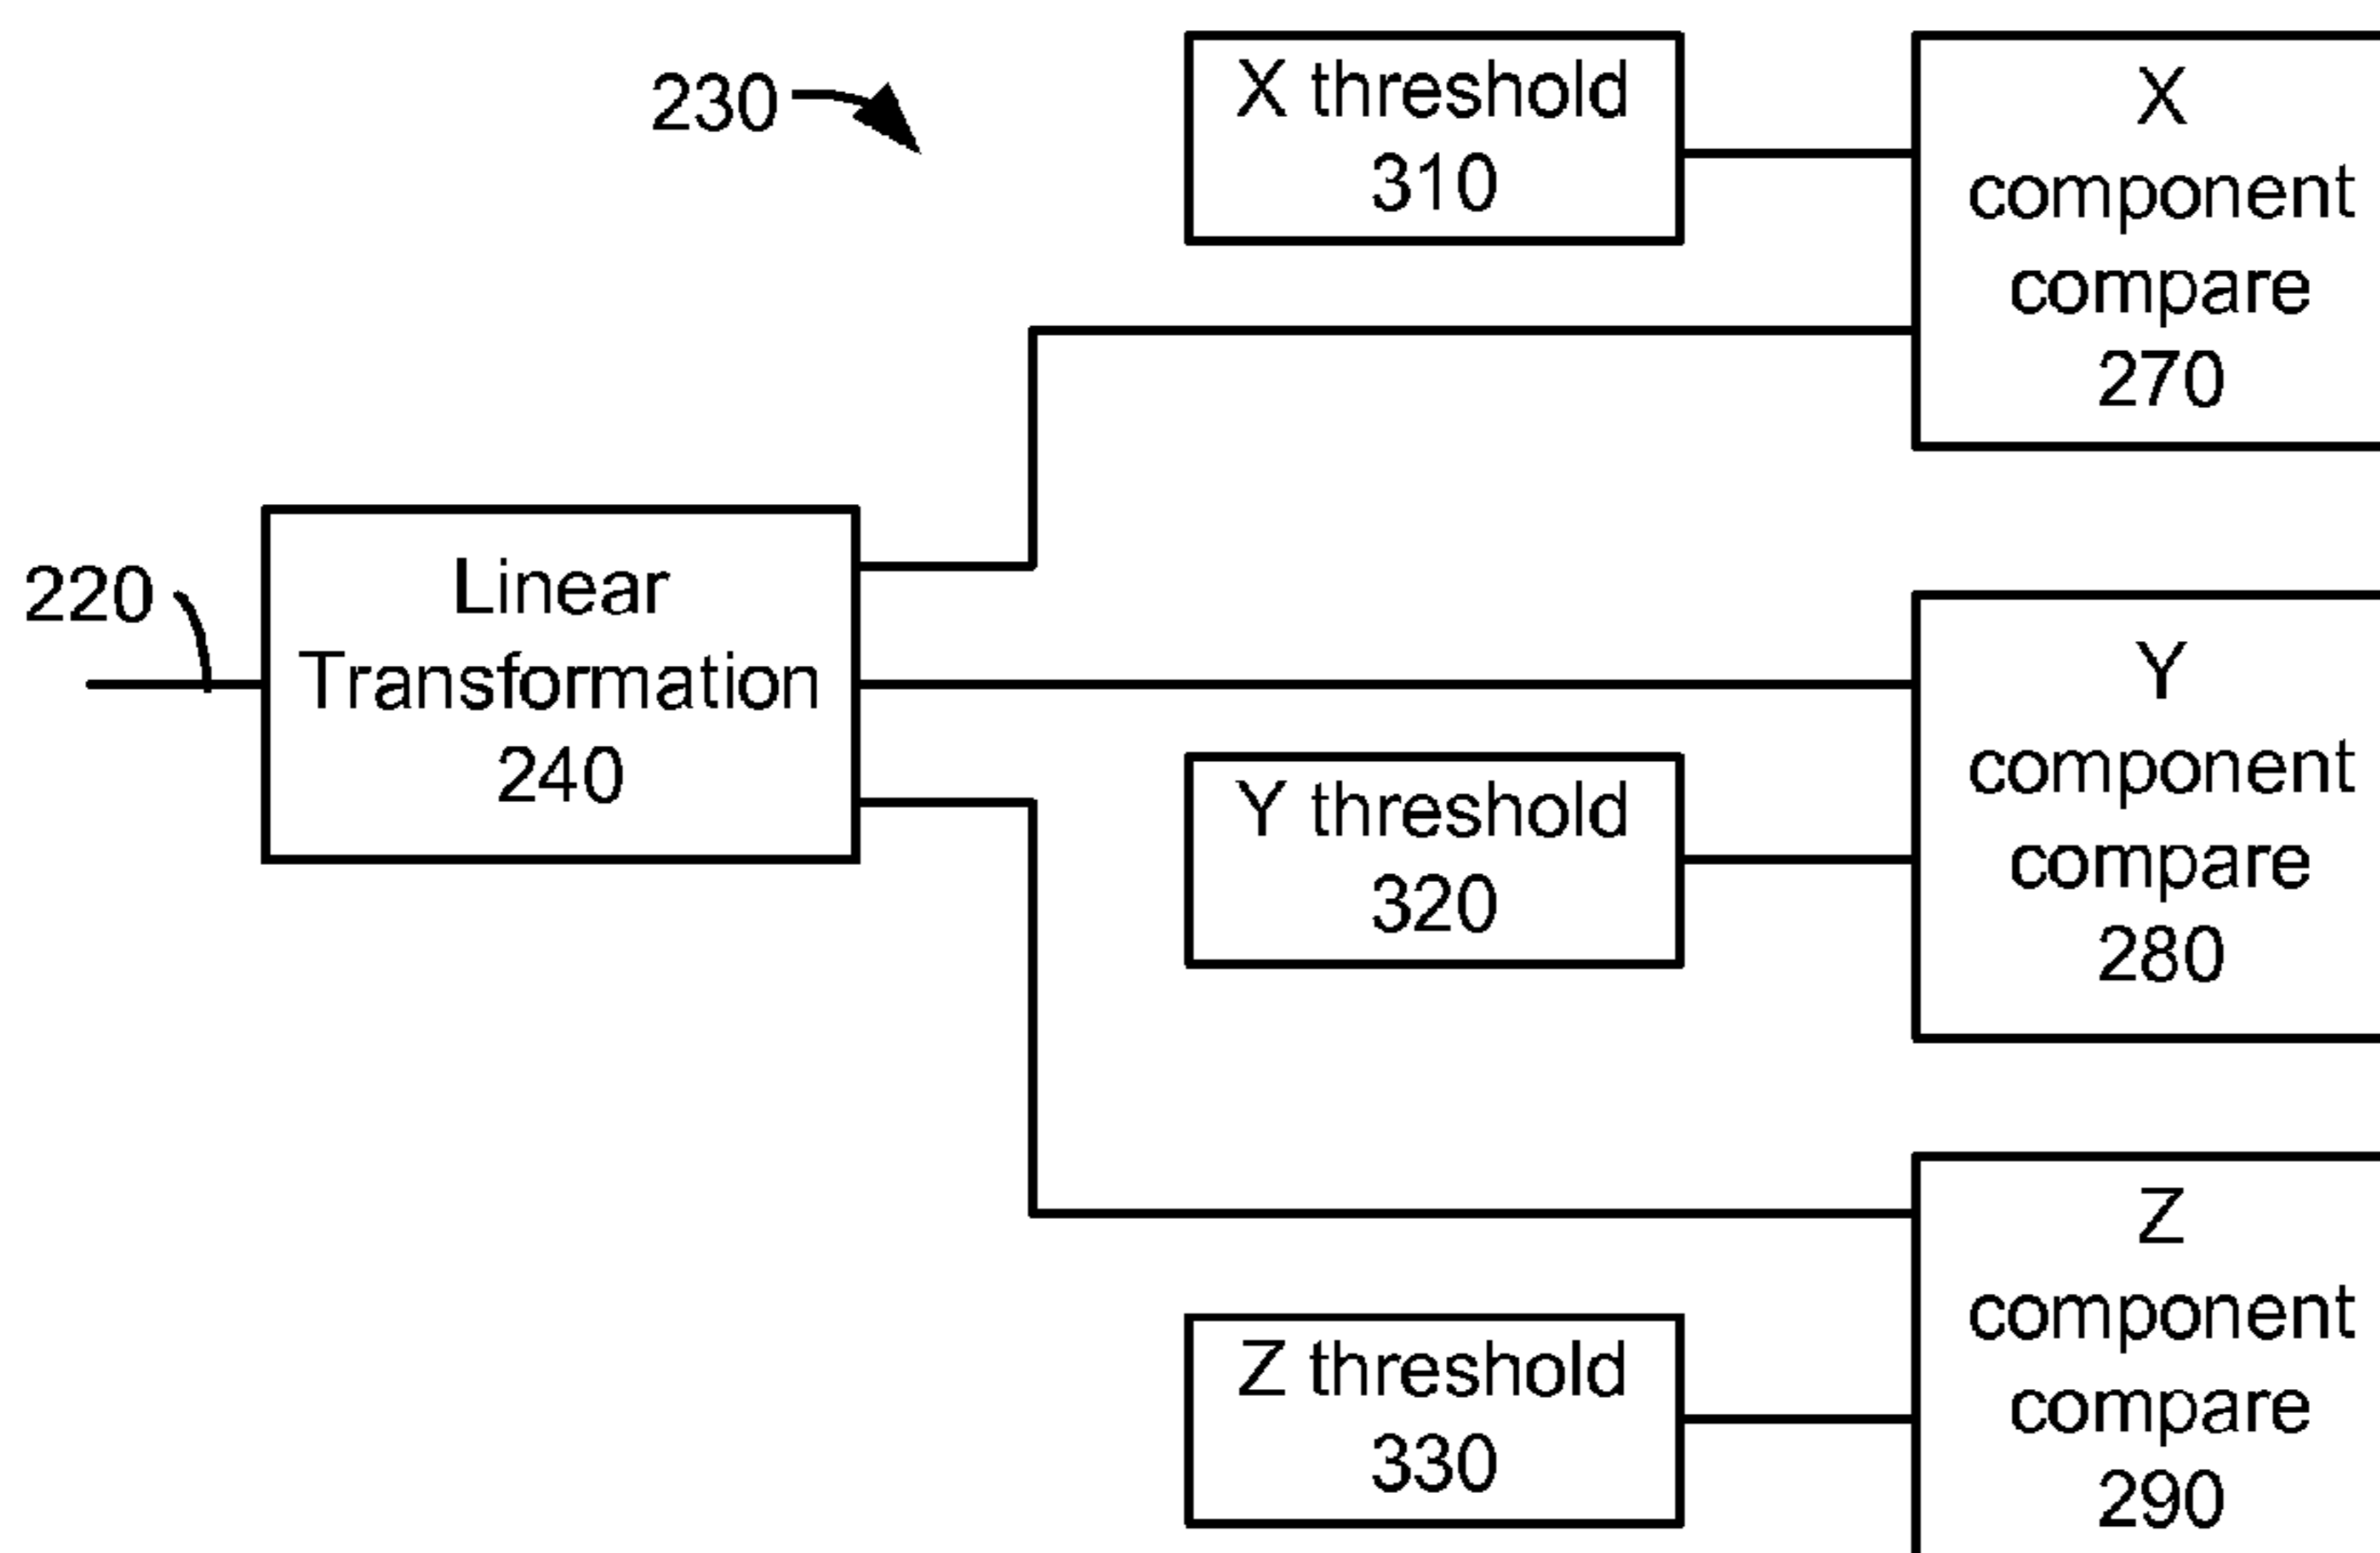 230
X threshold
310
X
component
compare
270
220
Linear
Transformation
240
Y threshold
320
Y
component
compare
280
Z threshold
330
Z
component
compare
290